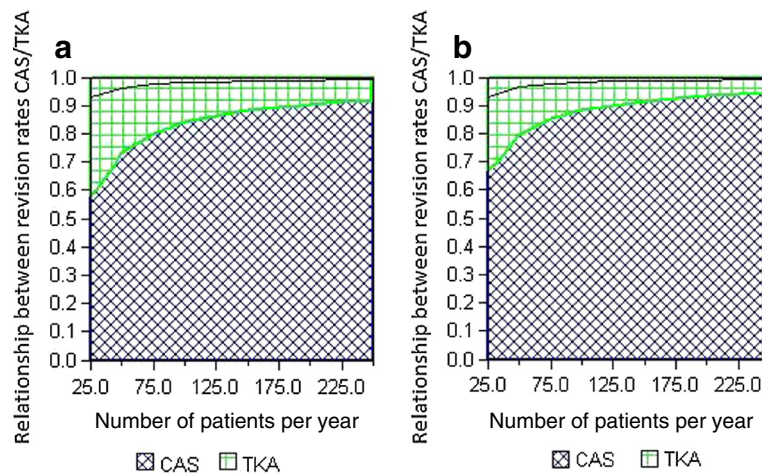 a
Relationship between revision rates CAS/TKA
1.0
0.9
0.8
0.7
0.6
0.5
0.4
0.3
0.2
0.1
0.0
25.0 75.0 125.0 175.0 225.0
Number of patients per year
CAS TKA
b
Relationship between revision rates CAS/TKA
1.0
0.9
0.8
0.7
0.6
0.5
0.4
0.3
0.2
0.1
0.0
25.0 75.0 125.0 175.0 225.0
Number of patients per year
CAS TKA